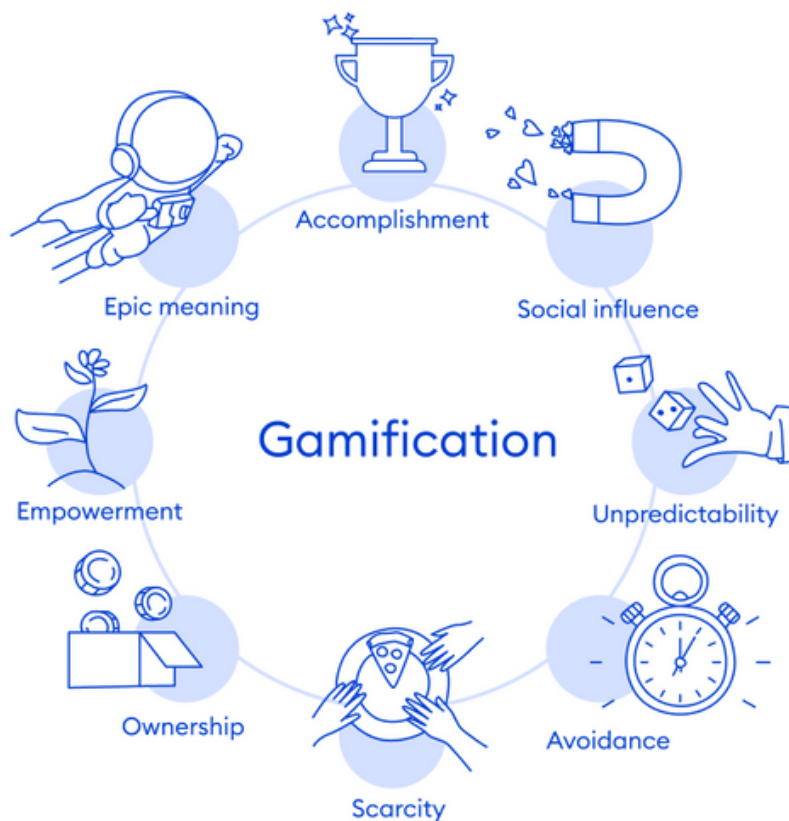 Accomplishment
Social influence
Epic meaning
Gamification
Unpredictability
Empowerment
Ownership
Avoidance
Scarcity